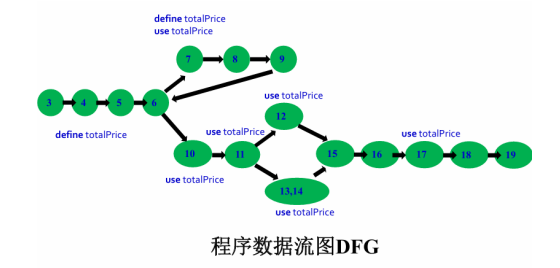 define totalPrice
use totalPrice
7 8 9
use totalPrice
3 4 5 6
12
define totalPrice
use totalPrice
use totalPrice
10 11 15 16 17 18 19
use totalPrice
13,14
use totalPrice
程序数据流图DFG